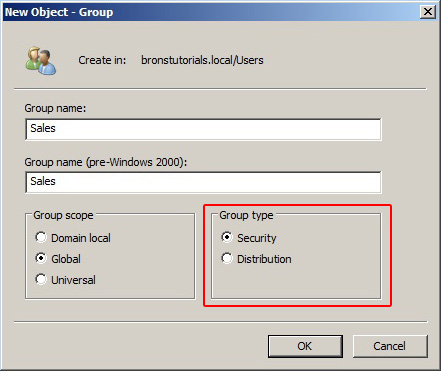 New Object - Group
Create in: bronstutorials.local/Users
Group name:
Sales
Group name (pre-Windows 2000):
Sales
Group scope
Domain local
Global
Universal
Group type
Security
Distribution
OK
Cancel